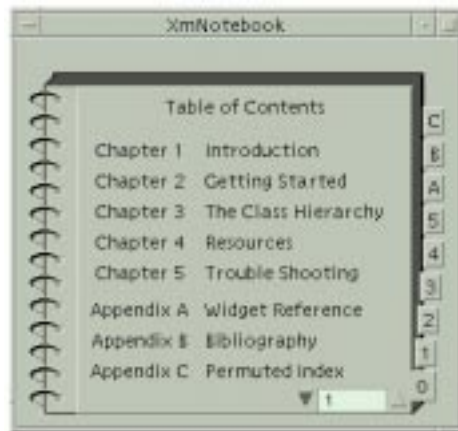 XmNotebook
Table of Contents
Chapter 1 Introduction
Chapter 2 Getting Started
Chapter 3 The Class Hierarchy
Chapter 4 Resources
Chapter 5 Trouble Shooting
Appendix A Widget Reference
Appendix B Bibliography
Appendix C Permuted Index
1
C
B
A
5
4
3
2
1
0